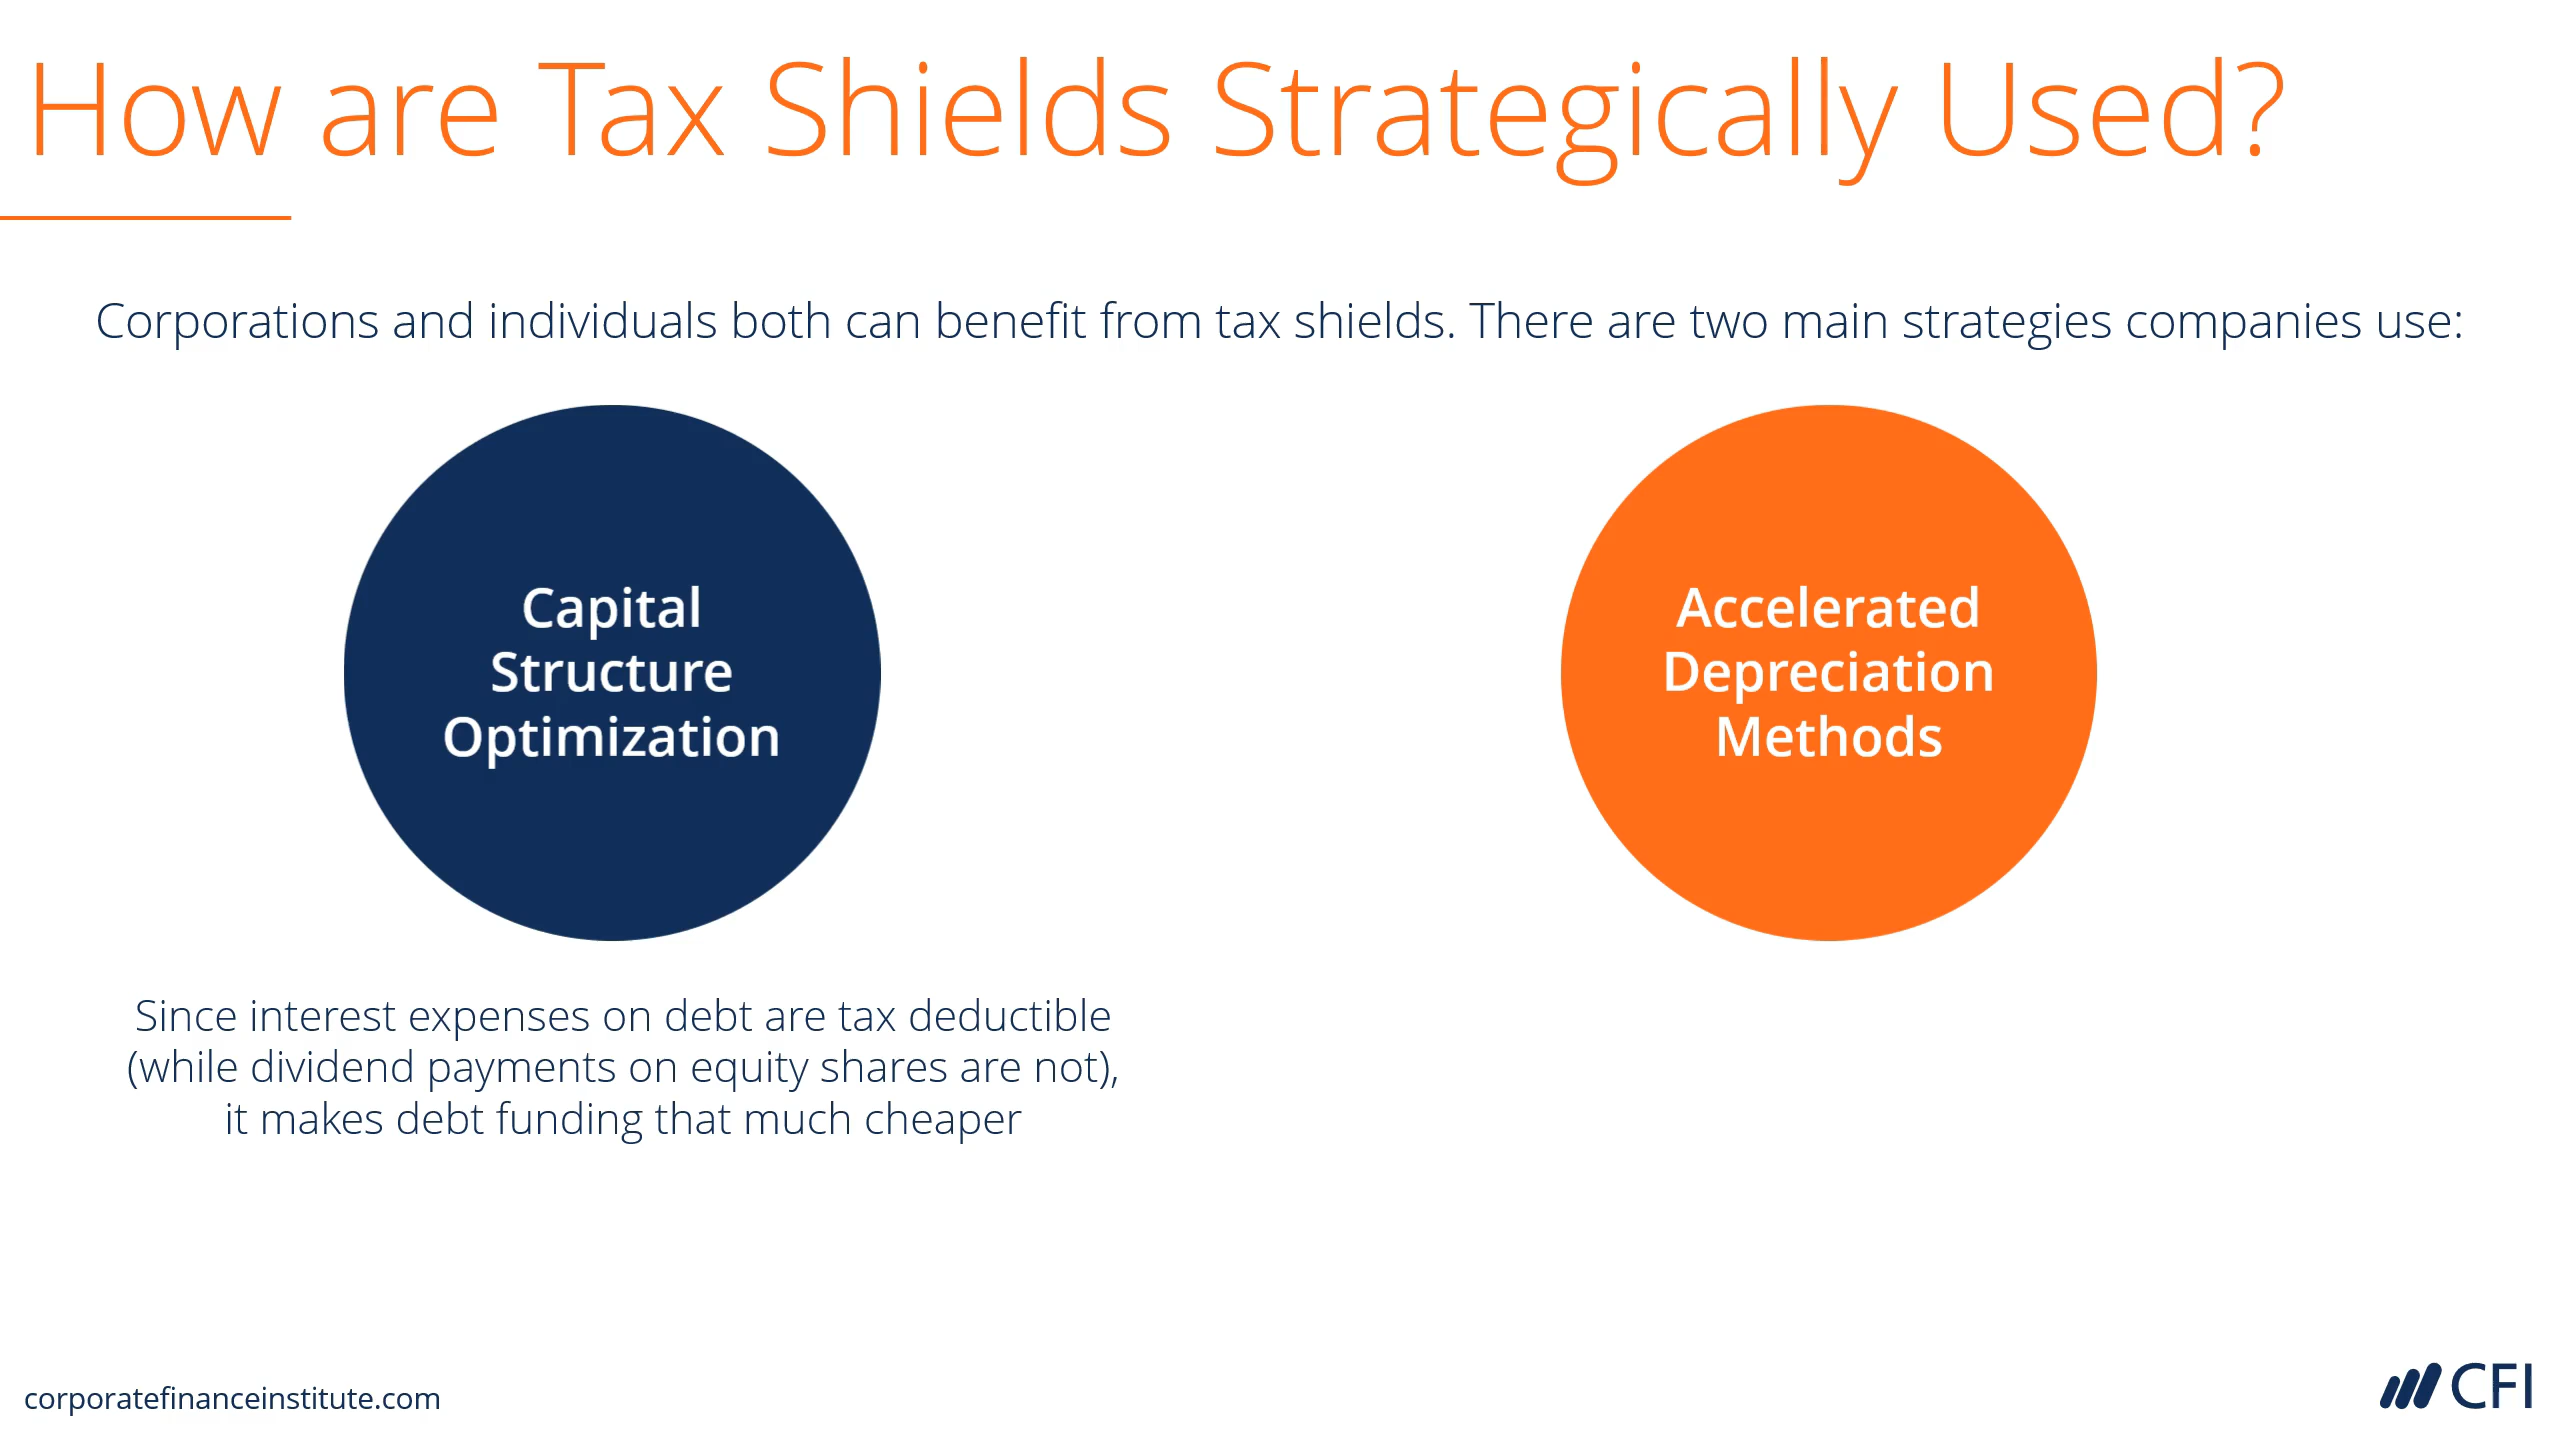 How are Tax Shields Strategically Used?
Corporations and individuals both can benefit from tax shields. There are two main strategies companies use:
Capital
Structure
Optimization
Since interest expenses on debt are tax deductible
(while dividend payments on equity shares are not),
it makes debt funding that much cheaper
Accelerated
Depreciation
Methods
corporatefinanceinstitute.com
CFI